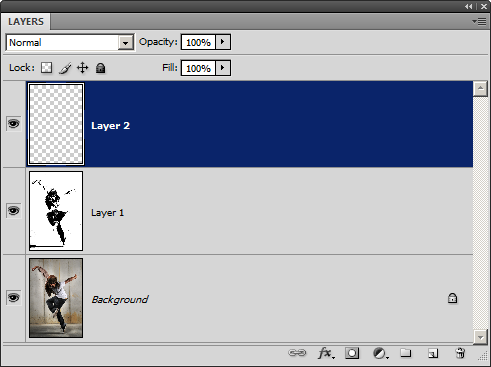 LAYERS
Normal Opacity: 100%
Lock: Fill: 100%
Layer 2
Layer 1
Background
fx